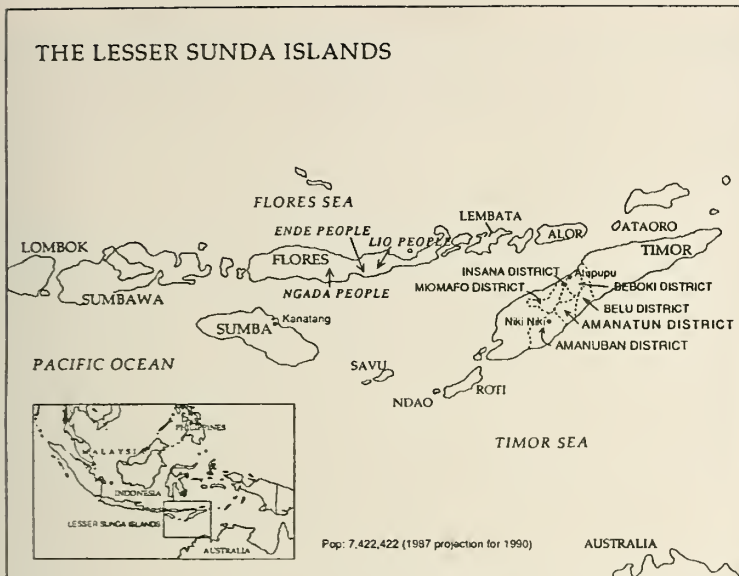 THE LESSER SUNDA ISLANDS
FLORES SEA
ENDE PEOPLE
LIO PEOPLE
LEMBATA
ALOR
ATAORO
LOMBOK
FLORES
TIMOR
SUMBAWA
NGADA PEOPLE
INSANA DISTRICT
Atapupu
MIOMAFO DISTRICT
BEBOKI DISTRICT
BELU DISTRICT
SUMBA
Kanatang
Niki Niki
AMANATUN DISTRICT
AMANUBAN DISTRICT
PACIFIC OCEAN
SAVU
NDAO
ROTI
TIMOR SEA
PHILIPPINES
MALAYSIA
INDONESIA
LESSER SUNGA ISLANDS
AUSTRALIA
Pop: 7,422,422 (1987 projection for 1990)
AUSTRALIA